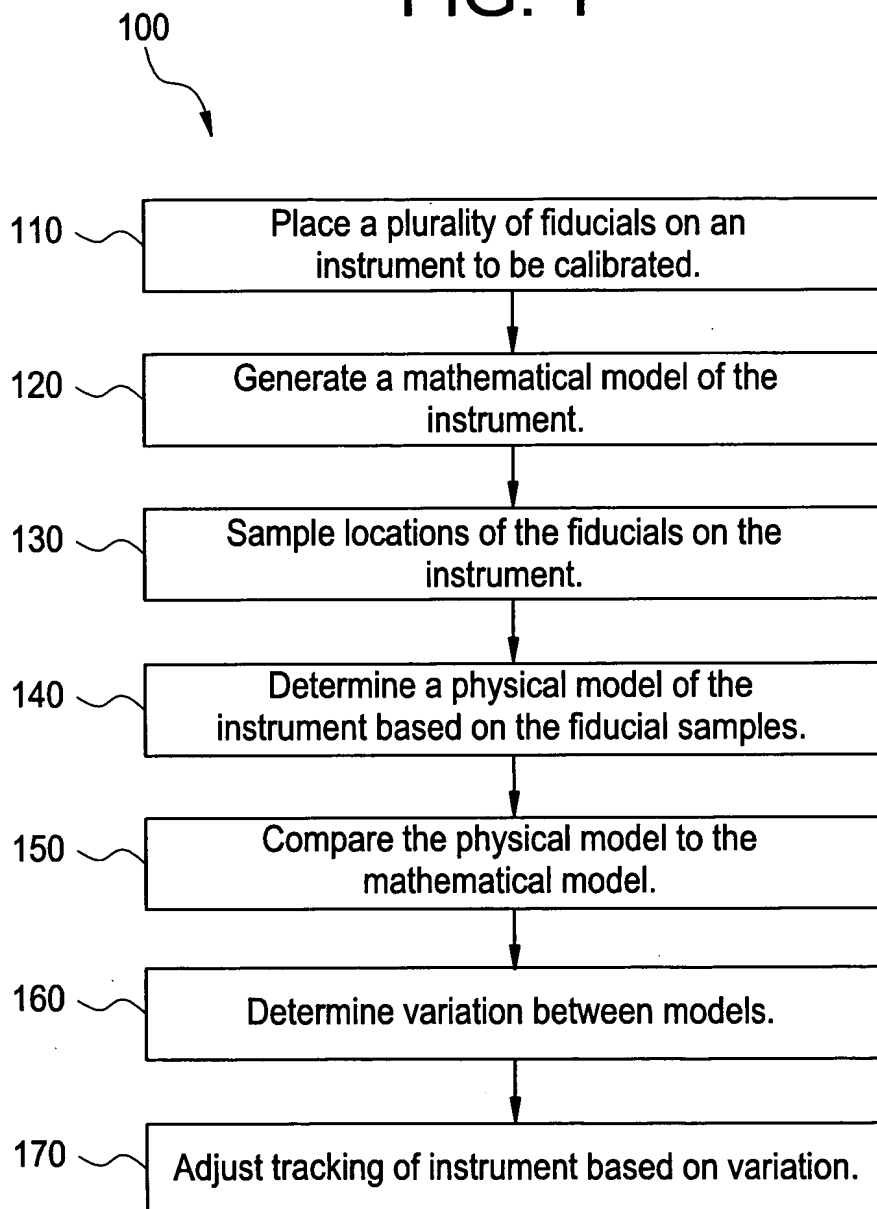 FIG. 1
100
110
Place a plurality of fiducials on an
instrument to be calibrated.
120
Generate a mathematical model of the
instrument.
130
Sample locations of the fiducials on the
instrument.
140
Determine a physical model of the
instrument based on the fiducial samples.
150
Compare the physical model to the
mathematical model.
160
Determine variation between models.
170
Adjust tracking of instrument based on variation.